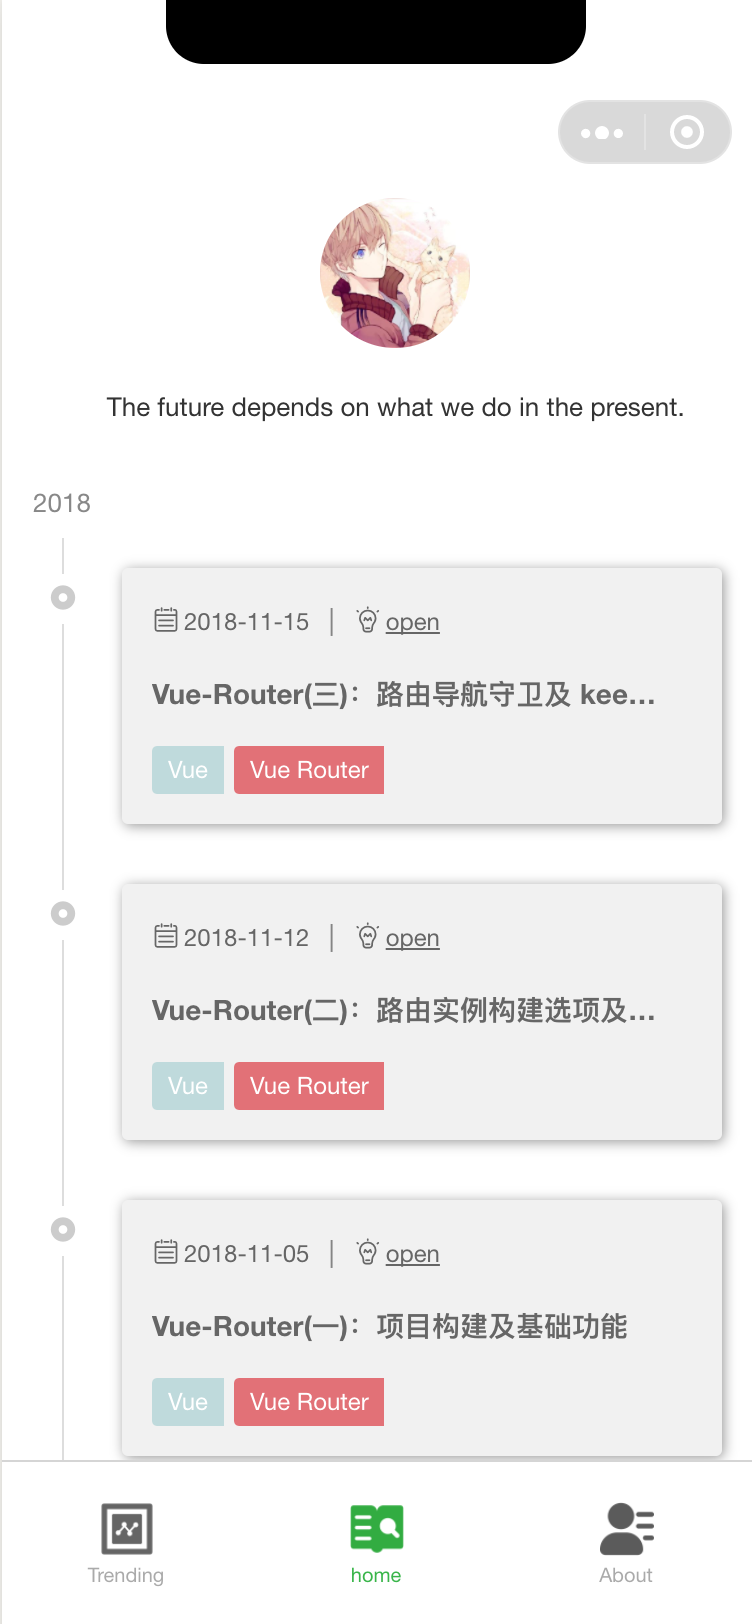 The future depends on what we do in the present.
2018
2018-11-15 | open
Vue-Router(三)：路由导航守卫及 kee...
Vue Vue Router
2018-11-12 | open
Vue-Router(二)：路由实例构建选项及...
Vue Vue Router
2018-11-05 | open
Vue-Router(一)：项目构建及基础功能
Vue Vue Router
Trending home About